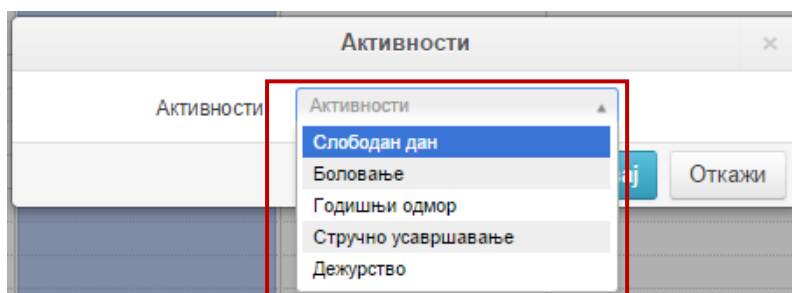 Активности
×
Активности
Активности
Слободан дан
Боловање
Откажи
Годишњи одмор
Стручно усавршавање
Дежурство